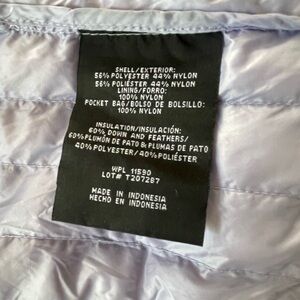 SHELL/EXTERIOR:
56% POLYESTER 44% NYLON
56% POLIÉSTER 44% NYLON
LINING/FORRO:
100% NYLON
POCKET BAG/BOLSO DE BOLSILLO:
100% NYLON
INSULATION/INSULACIÓN:
60% DOWN AND FEATHERS/
60%PLUMÓN DE PATO & PLUMAS DE PATO
40%POLYESTER/40%POLIÉSTER
WPL 11590
LOT# T207287
MADE IN INDONESIA
HECHO EN INDONESIA